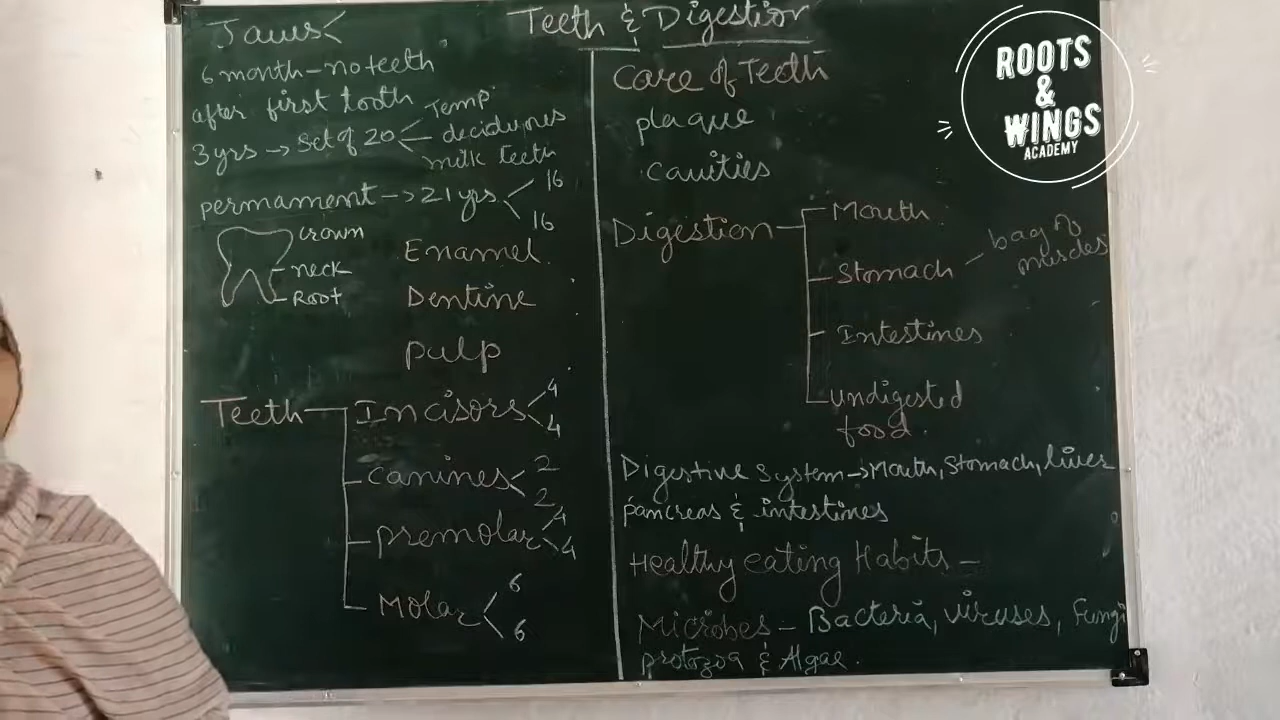 Teeth & Digestion
Jaws
6 month - no teeth
after first tooth
3 yrs → set of 20
Temp
deciduous
milk teeth
permament → 21 yrs
16
16
crown
neck
Root
Enamel
Dentine
pulp
Teeth
Incisors 4 4
canines 2 2
premolar 4 4
Molar 6 6
Care of Teeth
plaque
cavities
Digestion
Mouth
Stomach - bag of muscles
Intestines
undigested
food.
Digestive System → Mouth, Stomach, liver
pancreas & intestines
Healthy eating Habits -
Microbes - Bacteria, viruses, Fungi
protozoa & Algae.
ROOTS
&
WINGS
ACADEMY